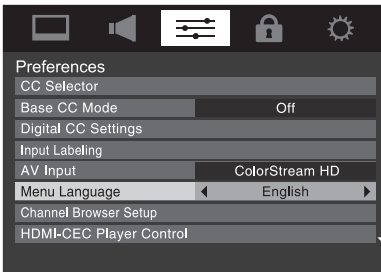 Preferences
CC Selector
Base CC Mode Off
Digital CC Settings
Input Labeling
AV Input ColorStream HD
Menu Language English
Channel Browser Setup
HDMI-CEC Player Control